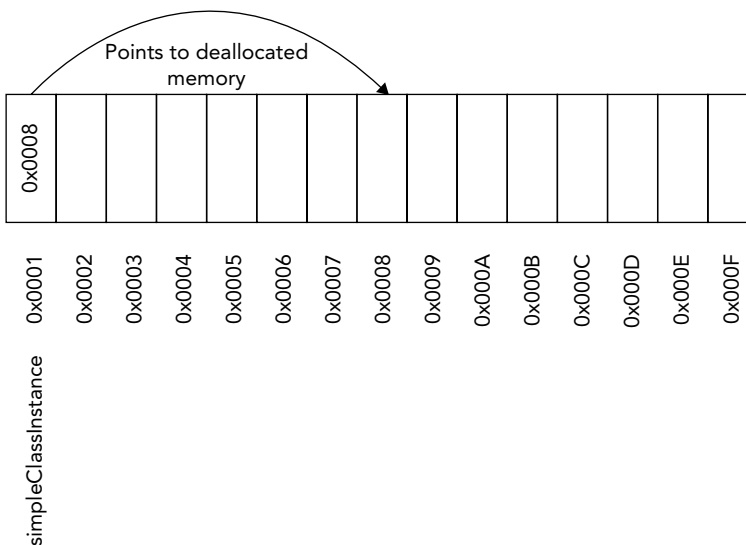 Points to deallocated
memory
0x0008
0x0001
0x0002
0x0003
0x0004
0x0005
0x0006
0x0007
0x0008
0x0009
0x000A
0x000B
0x000C
0x000D
0x000E
0x000F
simpleClassInstance